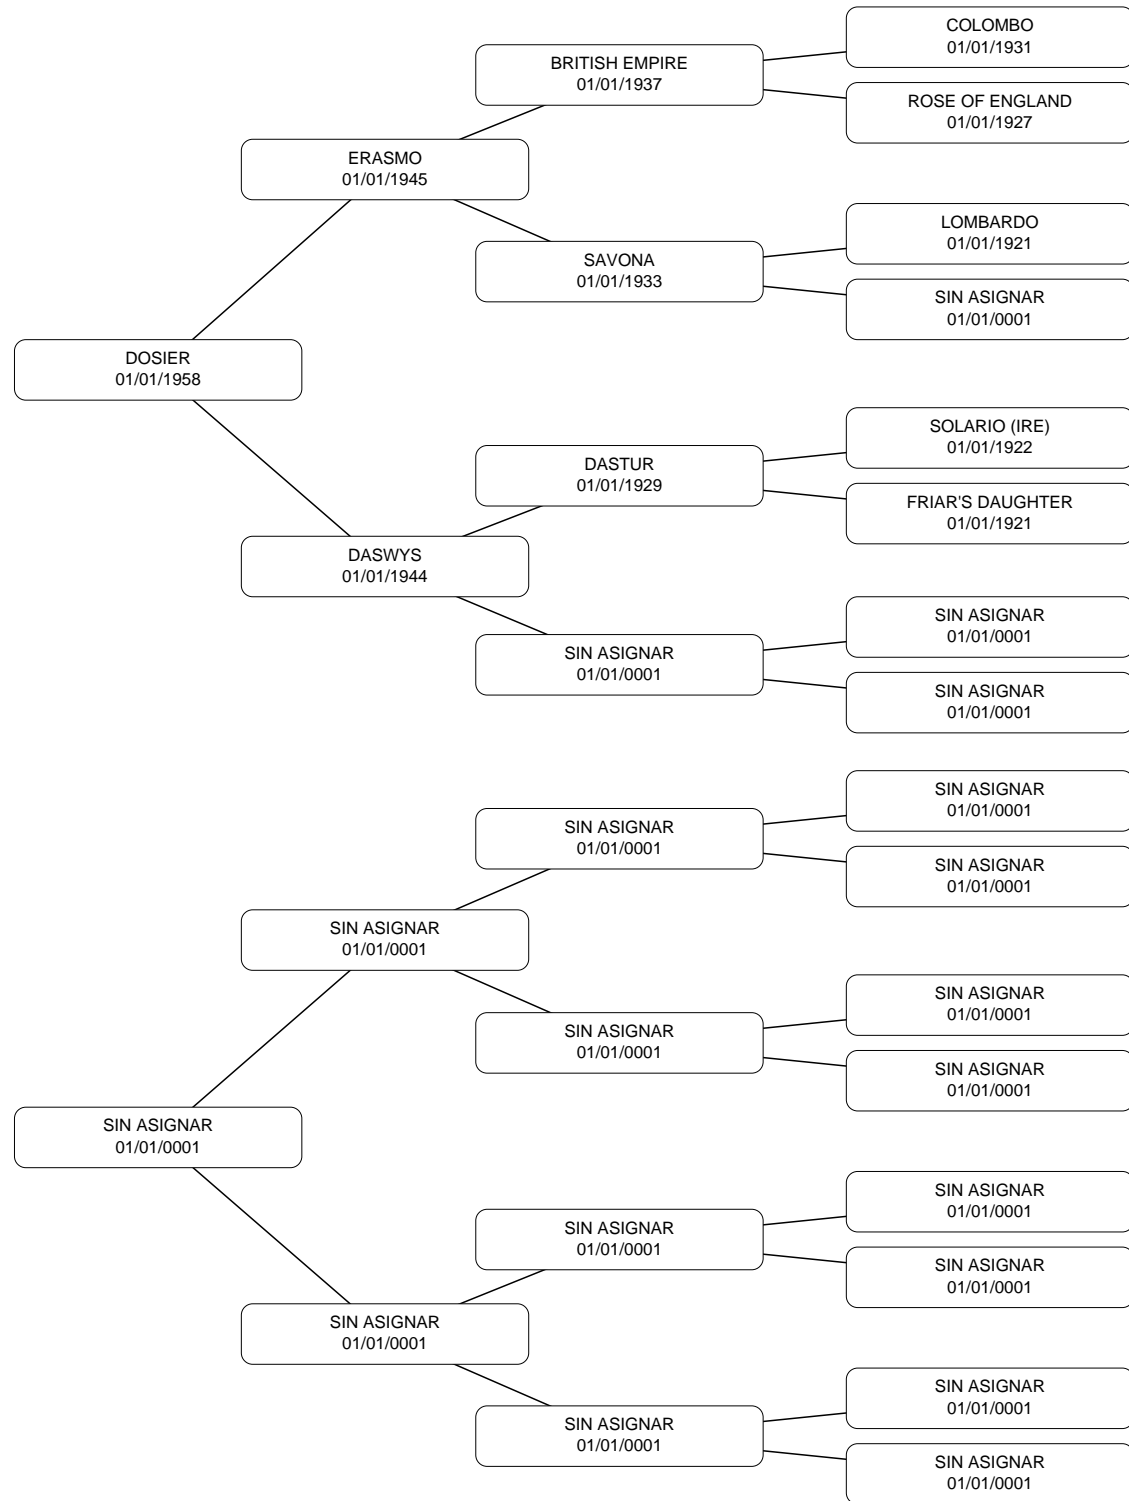 COLOMBO
01/01/1931
BRITISH EMPIRE
01/01/1937
ROSE OF ENGLAND
01/01/1927
ERASMO
01/01/1945
LOMBARDO
01/01/1921
SAVONA
01/01/1933
SIN ASIGNAR
01/01/0001
DOSIER
01/01/1958
SOLARIO (IRE)
01/01/1922
DASTUR
01/01/1929
FRIAR'S DAUGHTER
01/01/1921
DASWYS
01/01/1944
SIN ASIGNAR
01/01/0001
SIN ASIGNAR
01/01/0001
SIN ASIGNAR
01/01/0001
SIN ASIGNAR
01/01/0001
SIN ASIGNAR
01/01/0001
SIN ASIGNAR
01/01/0001
SIN ASIGNAR
01/01/0001
SIN ASIGNAR
01/01/0001
SIN ASIGNAR
01/01/0001
SIN ASIGNAR
01/01/0001
SIN ASIGNAR
01/01/0001
SIN ASIGNAR
01/01/0001
SIN ASIGNAR
01/01/0001
SIN ASIGNAR
01/01/0001
SIN ASIGNAR
01/01/0001
SIN ASIGNAR
01/01/0001
SIN ASIGNAR
01/01/0001
SIN ASIGNAR
01/01/0001